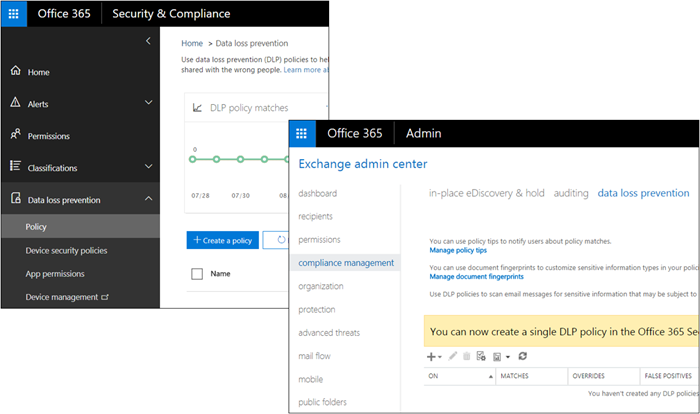 Office 365
Security & Compliance
Home
Alerts
Permissions
Classifications
Data loss prevention
Policy
Device security policies
App permissions
Device management
Home > Data loss prevention
Use data loss prevention (DLP) policies to hel
shared with the wrong people. Learn more a
DLP policy matches
0
07/28
07/30
08/
+ Create a policy
Name
Office 365
Admin
Exchange admin center
dashboard
recipients
permissions
compliance management
organization
protection
advanced threats
mail flow
mobile
public folders
in-place eDiscovery & hold auditing data loss prevention
You can use policy tips to notify users about policy matches.
Manage policy tips
You can use document fingerprints to customize sensitive information types in your polic
Manage document fingerprints
Use DLP policies to scan email messages for sensitive information that may be subject to
You can now create a single DLP policy in the Office 365 Se
ON MATCHES OVERRIDES FALSE POSITIVES
You haven't created any DLP policies